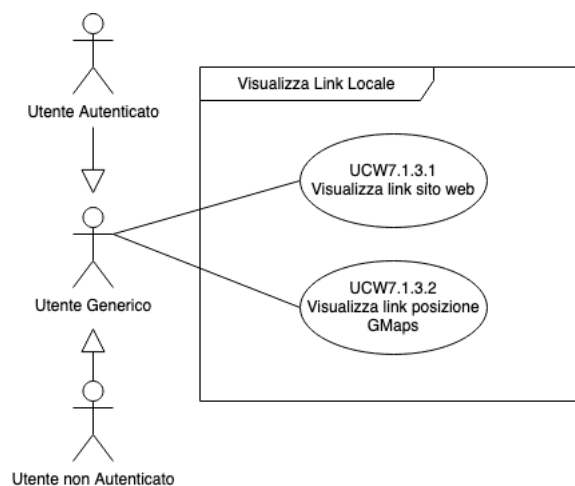 Utente Autenticato
Visualizza Link Locale
UCW7.1.3.1
Visualizza link sito web
Utente Generico
UCW7.1.3.2
Visualizza link posizione
GMaps
Utente non Autenticato